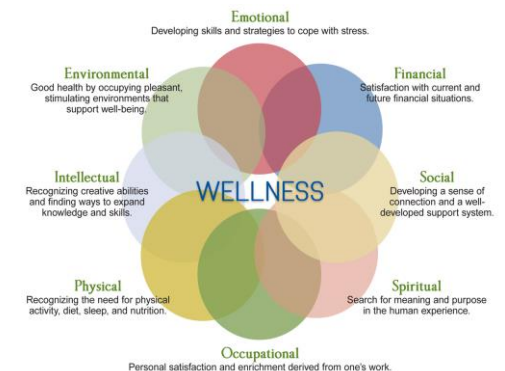 Emotional
Developing skills and strategies to cope with stress.
Environmental
Good health by occupying pleasant,
stimulating environments that
support well-being.
Financial
Satisfaction with current and
future financial situations.
Intellectual
Recognizing creative abilities
and finding ways to expand
knowledge and skills.
WELLNESS
Social
Developing a sense of
connection and a well-
developed support system.
Physical
Recognizing the need for physical
activity, diet, sleep, and nutrition.
Spiritual
Search for meaning and purpose
in the human experience.
Occupational
Personal satisfaction and enrichment derived from one's work.